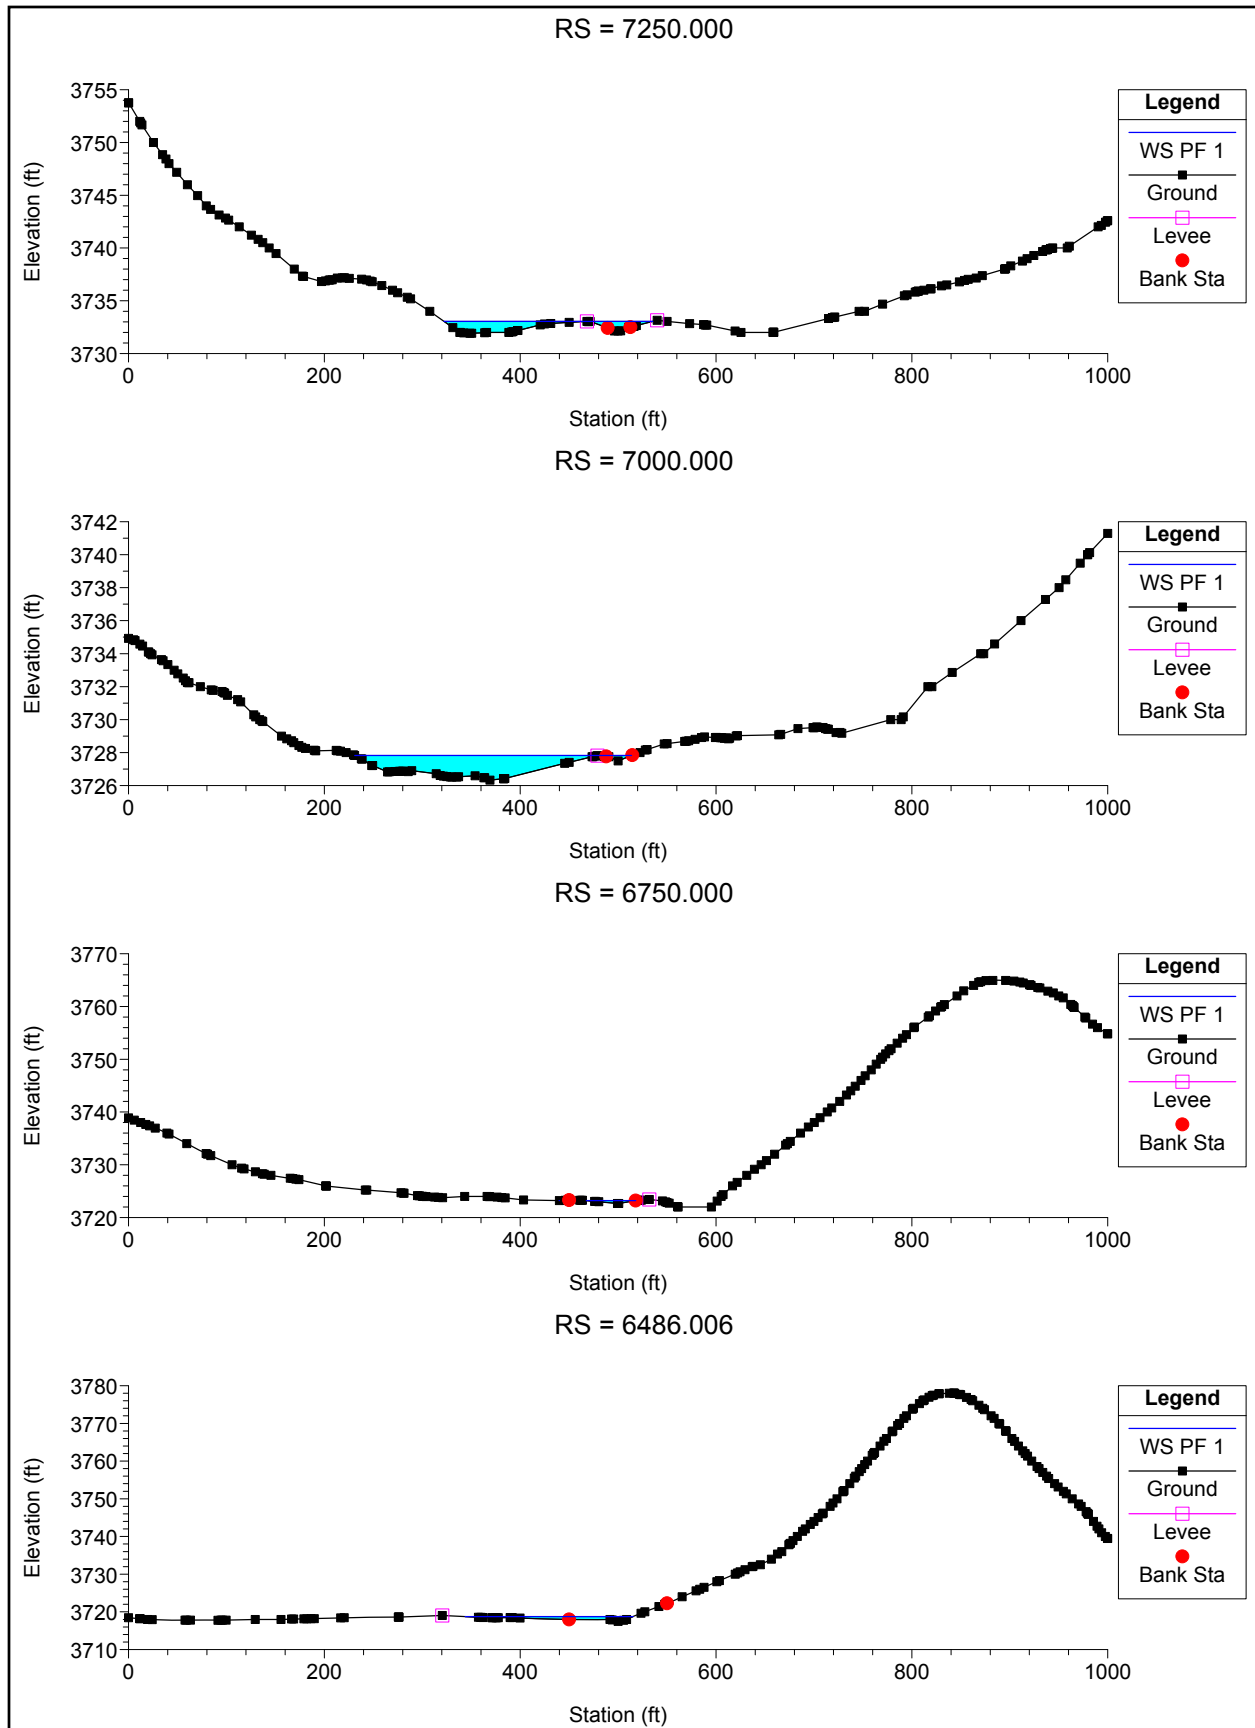 RS = 7250.000
Elevation (ft)
3755
3750
3745
3740
3735
3730
0 200 400 600 800 1000
Station (ft)
Legend
WS PF 1
Ground
Levee
Bank Sta
RS = 7000.000
Elevation (ft)
3742
3740
3738
3736
3734
3732
3730
3728
3726
0 200 400 600 800 1000
Station (ft)
Legend
WS PF 1
Ground
Levee
Bank Sta
RS = 6750.000
Elevation (ft)
3770
3760
3750
3740
3730
3720
0 200 400 600 800 1000
Station (ft)
Legend
WS PF 1
Ground
Levee
Bank Sta
RS = 6486.006
Elevation (ft)
3780
3770
3760
3750
3740
3730
3720
3710
0 200 400 600 800 1000
Station (ft)
Legend
WS PF 1
Ground
Levee
Bank Sta